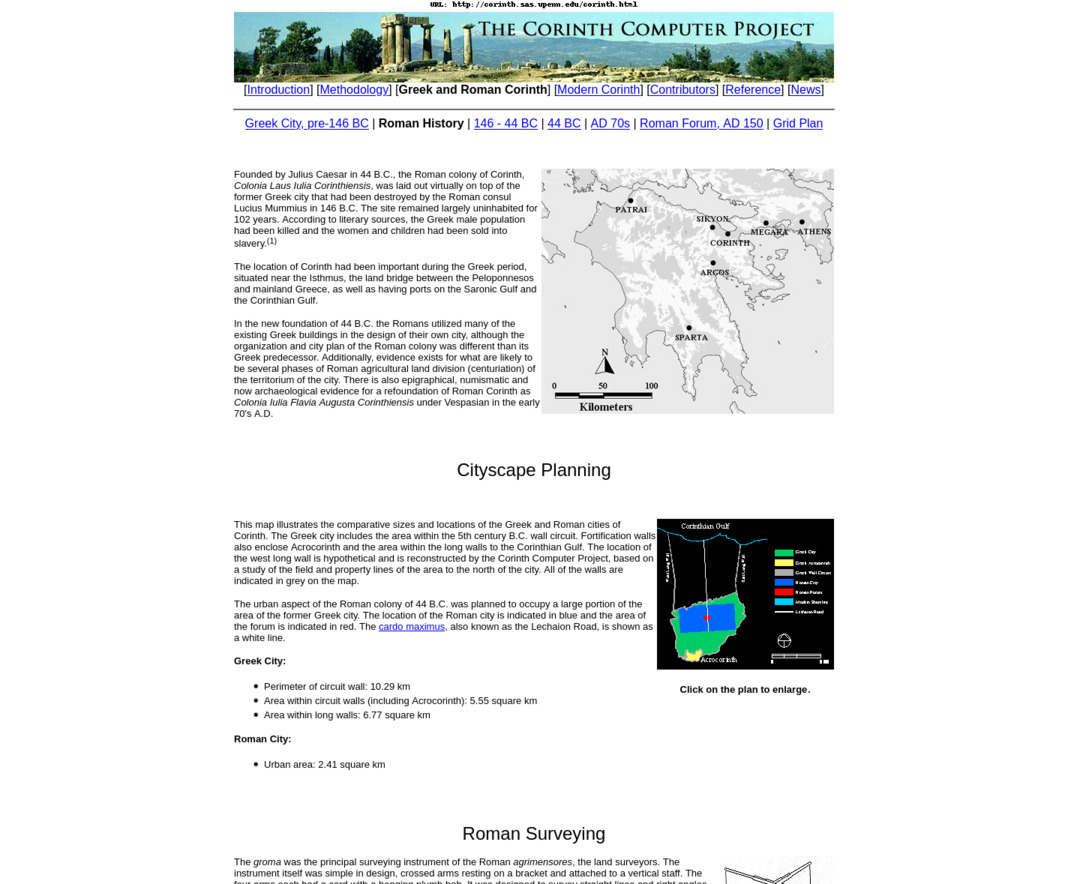 URL: http://corinth.sas.upenn.edu/corinth.html
THE CORINTH COMPUTER PROJECT
[Introduction] [Methodology] [Greek and Roman Corinth] [Modern Corinth] [Contributors] [Reference] [News]
Greek City, pre-146 BC | Roman History | 146 - 44 BC | 44 BC | AD 70s | Roman Forum, AD 150 | Grid Plan
Founded by Julius Caesar in 44 B.C., the Roman colony of Corinth,
Colonia Laus Iulia Corinthiensis, was laid out virtually on top of the
former Greek city that had been destroyed by the Roman consul
Lucius Mummius in 146 B.C. The site remained largely uninhabited for
102 years. According to literary sources, the Greek male population
had been killed and the women and children had been sold into
slavery.(1)
The location of Corinth had been important during the Greek period,
situated near the Isthmus, the land bridge between the Peloponnesos
and mainland Greece, as well as having ports on the Saronic Gulf and
the Corinthian Gulf.
In the new foundation of 44 B.C. the Romans utilized many of the
existing Greek buildings in the design of their own city, although the
organization and city plan of the Roman colony was different than its
Greek predecessor. Additionally, evidence exists for what are likely to
be several phases of Roman agricultural land division (centuriation) of
the territory of the city. There is also epigraphical, numismatic and
now archaeological evidence for a refoundation of Roman Corinth as
Colonia Iulia Flavia Augusta Corinthiensis under Vespasian in the early
70's A.D.
PATRAI
SIKYON
CORINTH
MEGARA
ATHENS
ARGOS
SPARTA
N
0 50 100
Kilometers
Cityscape Planning
This map illustrates the comparative sizes and locations of the Greek and Roman cities of
Corinth. The Greek city includes the area within the 5th century B.C. wall circuit. Fortification walls
also enclose Acrocorinth and the area within the long walls to the Corinthian Gulf. The location of
the west long wall is hypothetical and is reconstructed by the Corinth Computer Project, based on
a study of the field and property lines of the area to the north of the city. All of the walls are
indicated in grey on the map.
The urban aspect of the Roman colony of 44 B.C. was planned to occupy a large portion of the
area of the former Greek city. The location of the Roman city is indicated in blue and the area of
the forum is indicated in red. The cardo maximus, also known as the Lechaion Road, is shown as
a white line.
Greek City:
Perimeter of circuit wall: 10.29 km
Area within circuit walls (including Acrocorinth): 5.55 square km
Area within long walls: 6.77 square km
Roman City:
Urban area: 2.41 square km
Corinthian Gulf
Greek City
Greek Acrocorinth
Greek Wall Circuit
Roman City
Roman Forum
Modern Shoreline
Lechaion Road
Acrocorinth
Click on the plan to enlarge.
Roman Surveying
The groma was the principal surveying instrument of the Roman agrimensores, the land surveyors. The
instrument itself was simple in design, crossed arms resting on a bracket and attached to a vertical staff. The